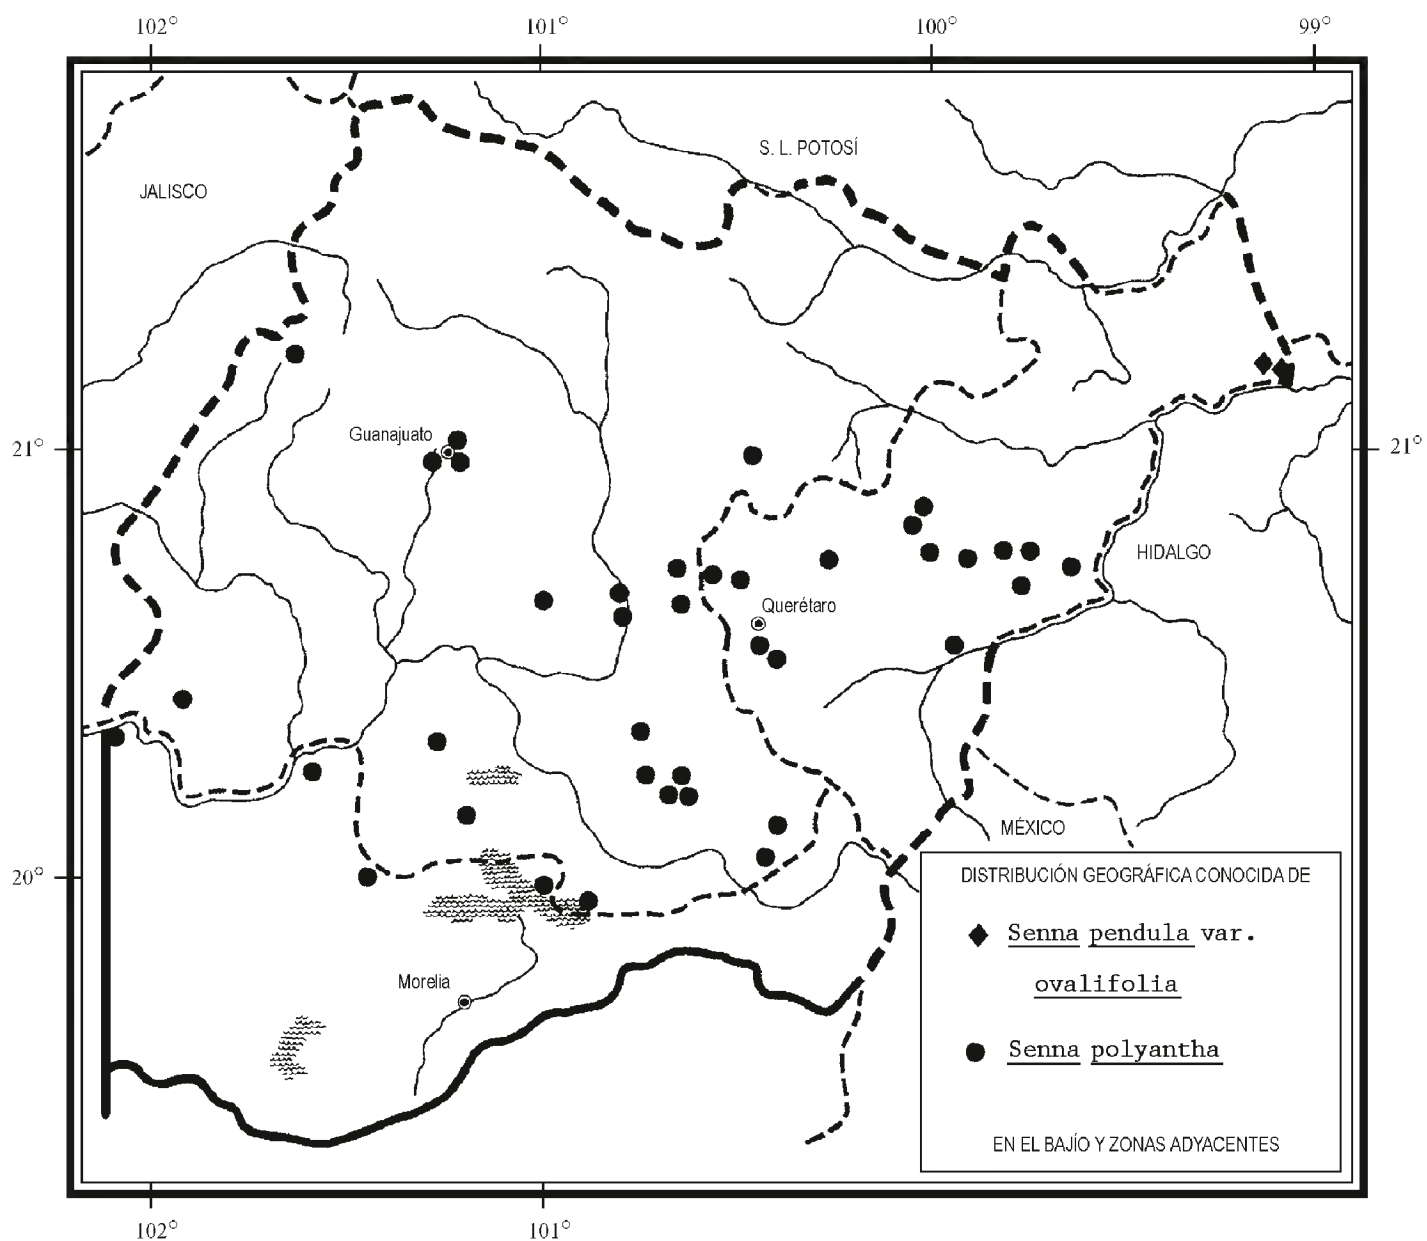 102° 101° 100° 99°
S. L. POTOSÍ
JALISCO
Guanajuato
21° 21°
HIDALGO
Querétaro
MÉXICO
20°
DISTRIBUCIÓN GEOGRÁFICA CONOCIDA DE
Senna pendula var.
ovalifolia
Morelia
Senna polyantha
EN EL BAJÍO Y ZONAS ADYACENTES
102° 101°